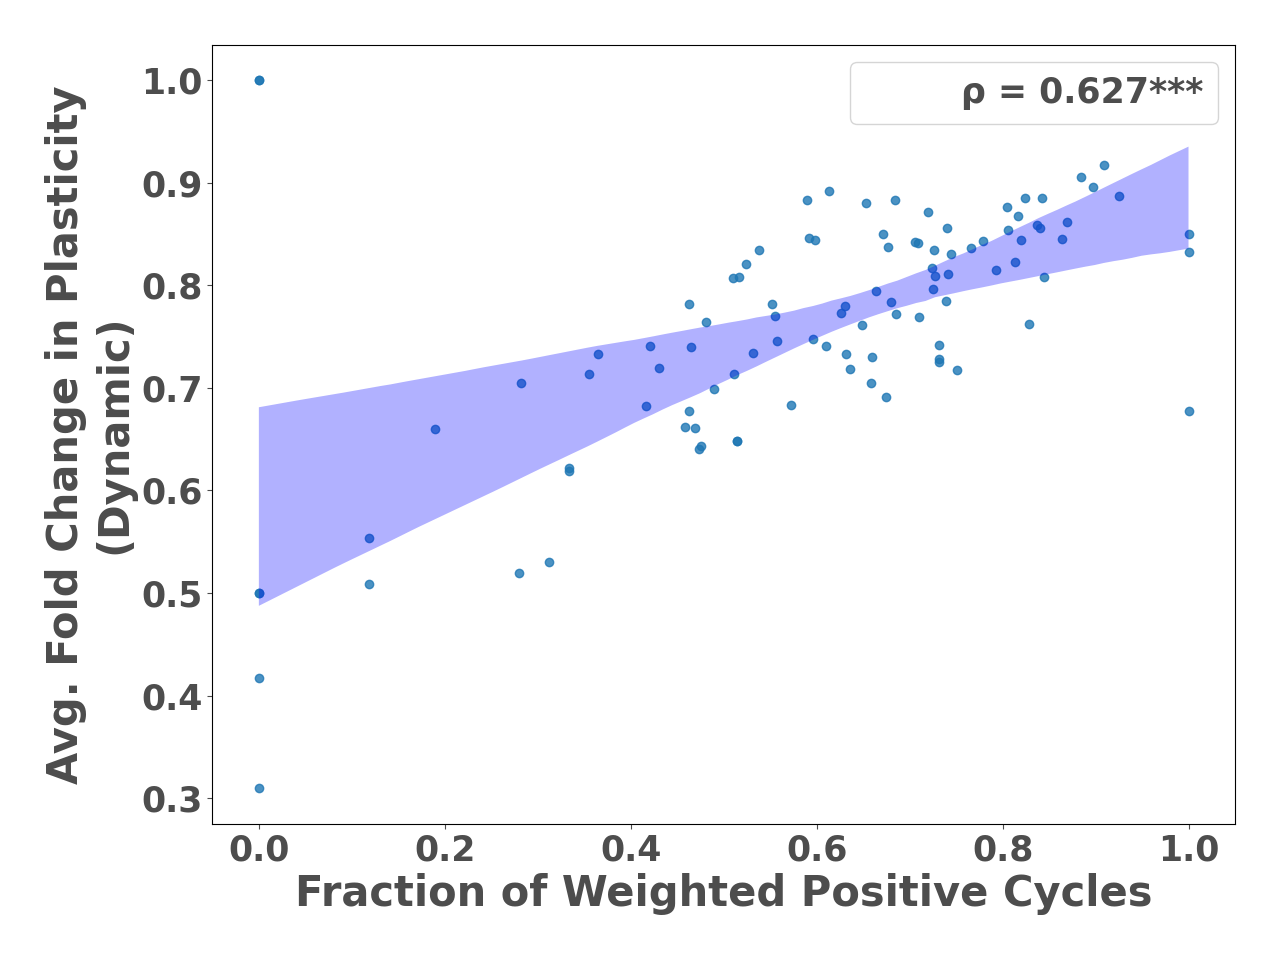 ρ = 0.627***
Avg. Fold Change in Plasticity
(Dynamic)
1.0
0.9
0.8
0.7
0.6
0.5
0.4
0.3
0.0 0.2 0.4 0.6 0.8 1.0
Fraction of Weighted Positive Cycles